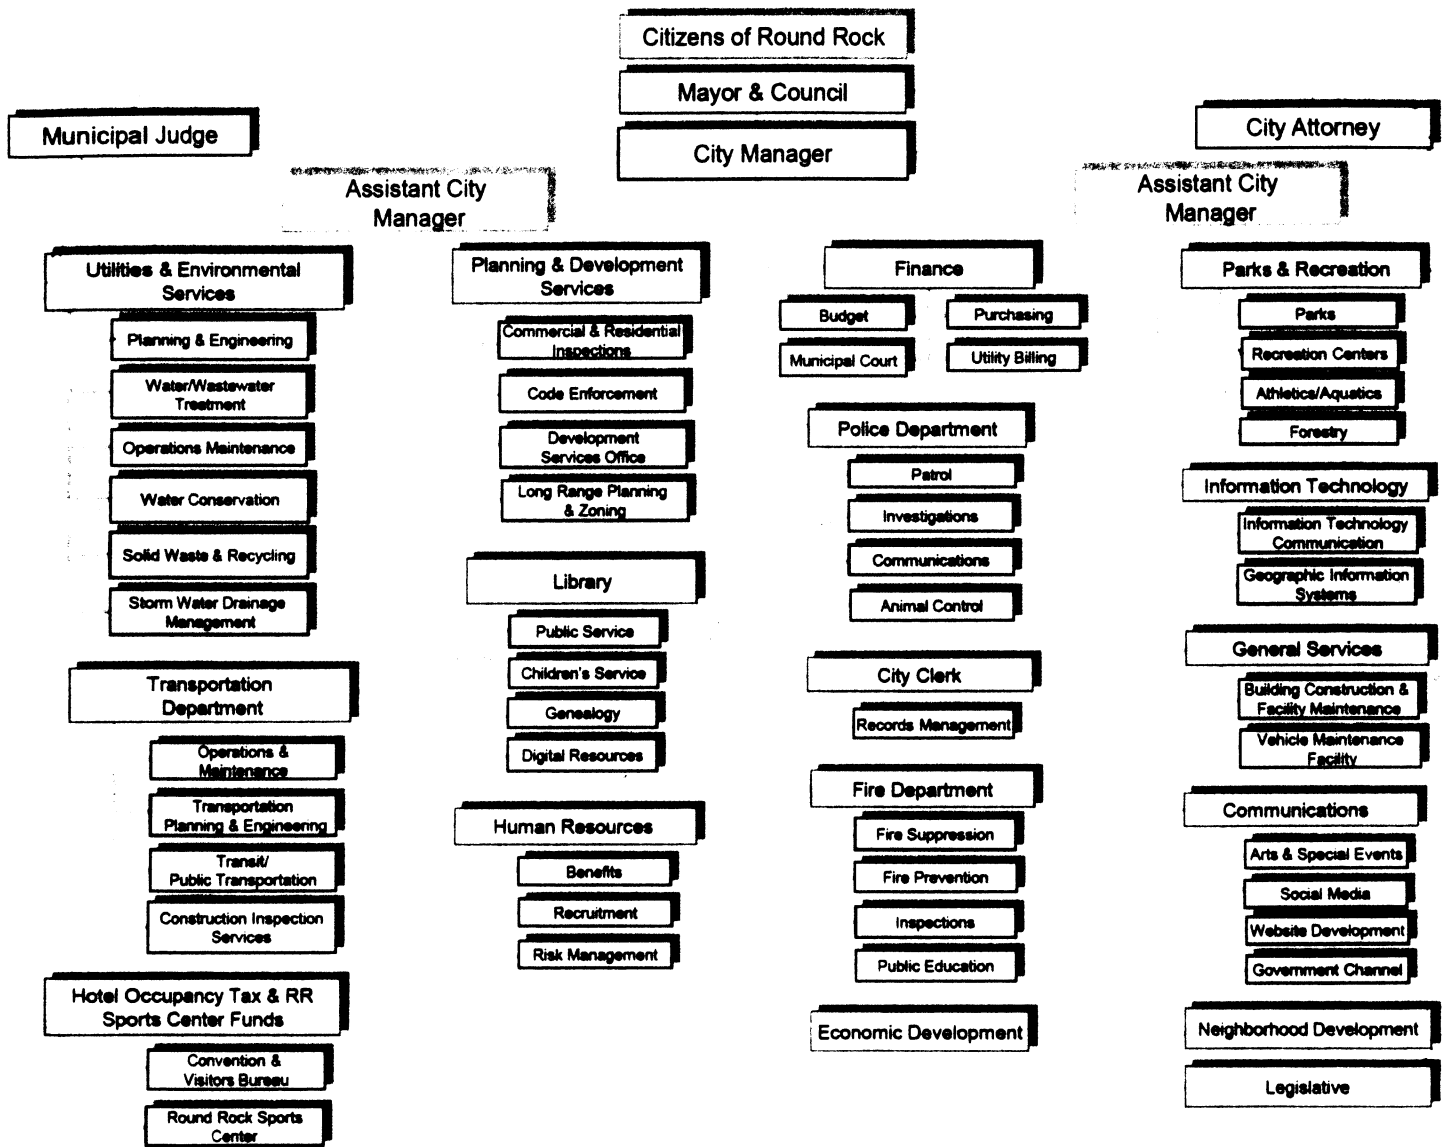 Citizens of Round Rock
Mayor & Council
City Manager
Municipal Judge
City Attorney
Assistant City
Manager
Assistant City
Manager
Utilities & Environmental
Services
Planning & Engineering
Water/Wastewater
Treatment
Operations Maintenance
Water Conservation
Solid Waste & Recycling
Storm Water Drainage
Management
Transportation
Department
Operations &
Maintenance
Transportation
Planning & Engineering
Transit/
Public Transportation
Construction Inspection
Services
Hotel Occupancy Tax & RR
Sports Center Funds
Convention &
Visitors Bureau
Round Rock Sports
Center
Planning & Development
Services
Commercial & Residential
Inspections
Code Enforcement
Development
Services Office
Long Range Planning
& Zoning
Library
Public Service
Children's Service
Genealogy
Digital Resources
Human Resources
Benefits
Recruitment
Risk Management
Finance
Budget
Purchasing
Municipal Court
Utility Billing
Police Department
Patrol
Investigations
Communications
Animal Control
City Clerk
Records Management
Fire Department
Fire Suppression
Fire Prevention
Inspections
Public Education
Economic Development
Parks & Recreation
Parks
Recreation Centers
Athletics/Aquatics
Forestry
Information Technology
Information Technology
Communication
Geographic Information
Systems
General Services
Building Construction &
Facility Maintenance
Vehicle Maintenance
Facility
Communications
Arts & Special Events
Social Media
Website Development
Government Channel
Neighborhood Development
Legislative